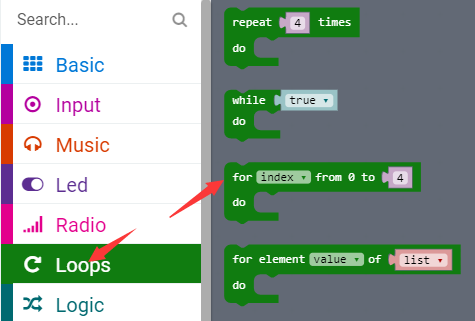 Search...
Basic
Input
Music
Led
Radio
Loops
Logic
repeat 4 times
do
while true
do
for index from 0 to 4
do
for element value of list
do